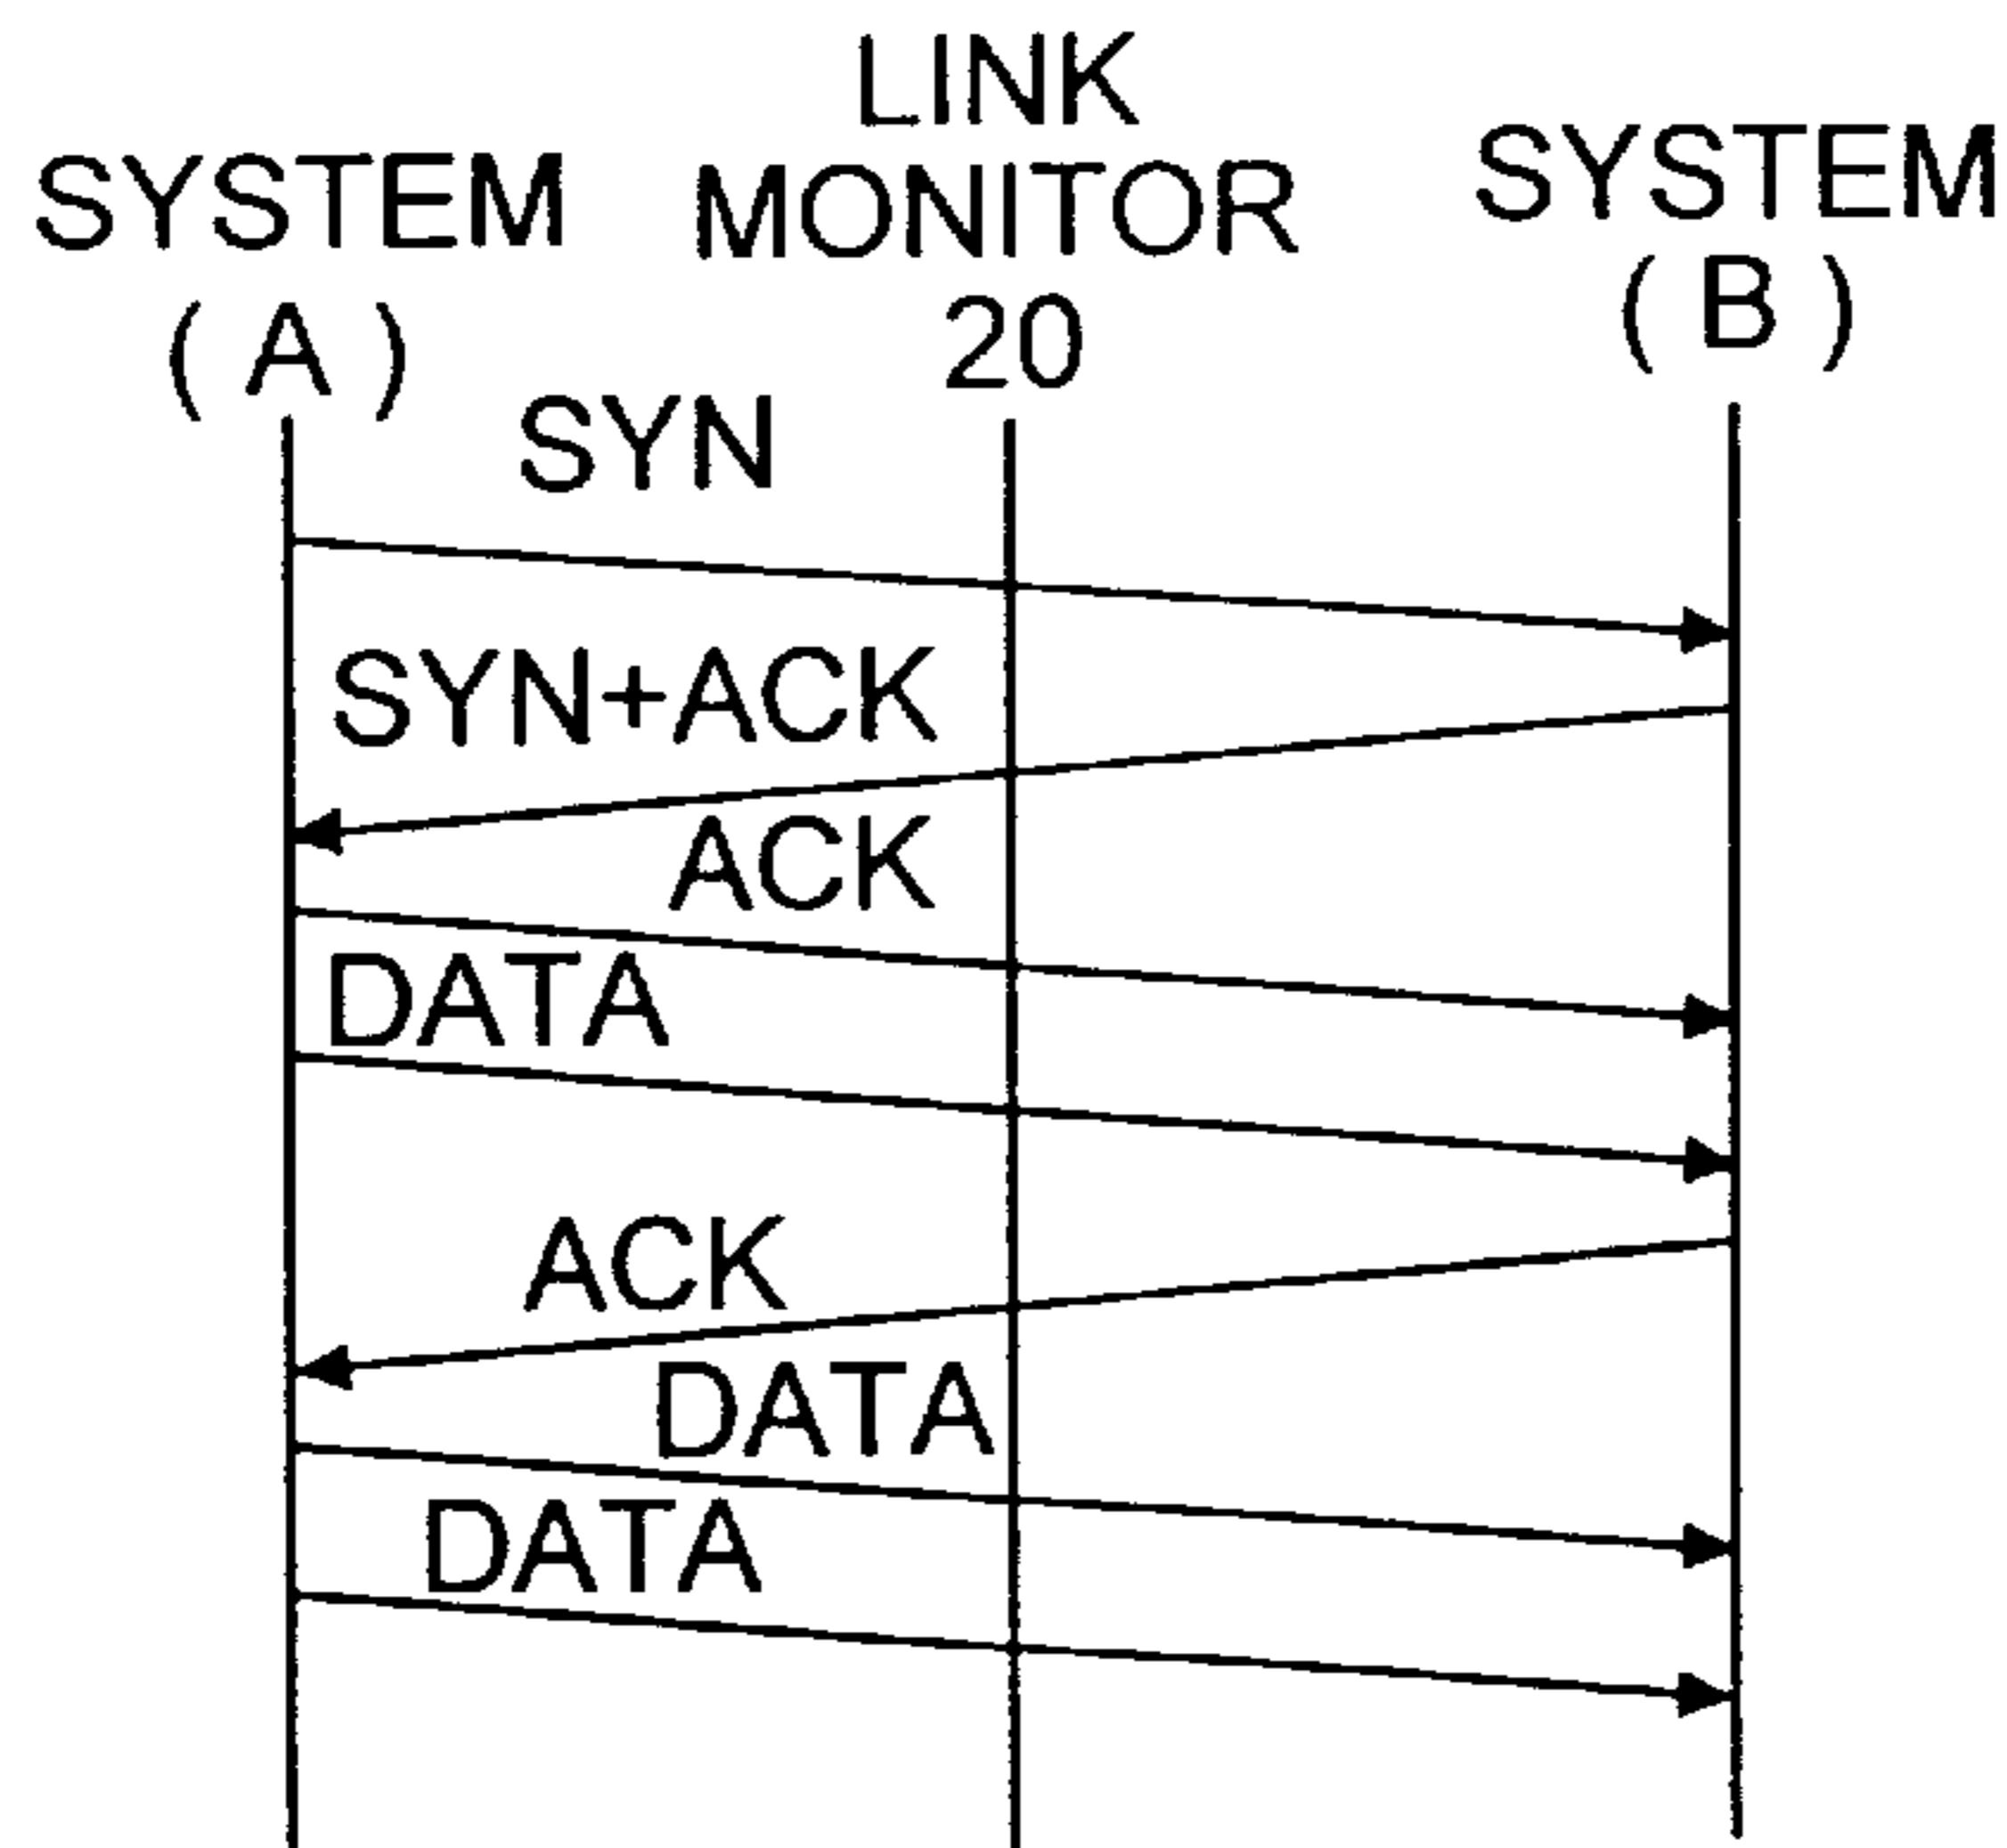 SYSTEM
( A )
LINK
MONITOR
20
SYSTEM
( B )
SYN
SYN+ACK
ACK
DATA
ACK
DATA
DATA